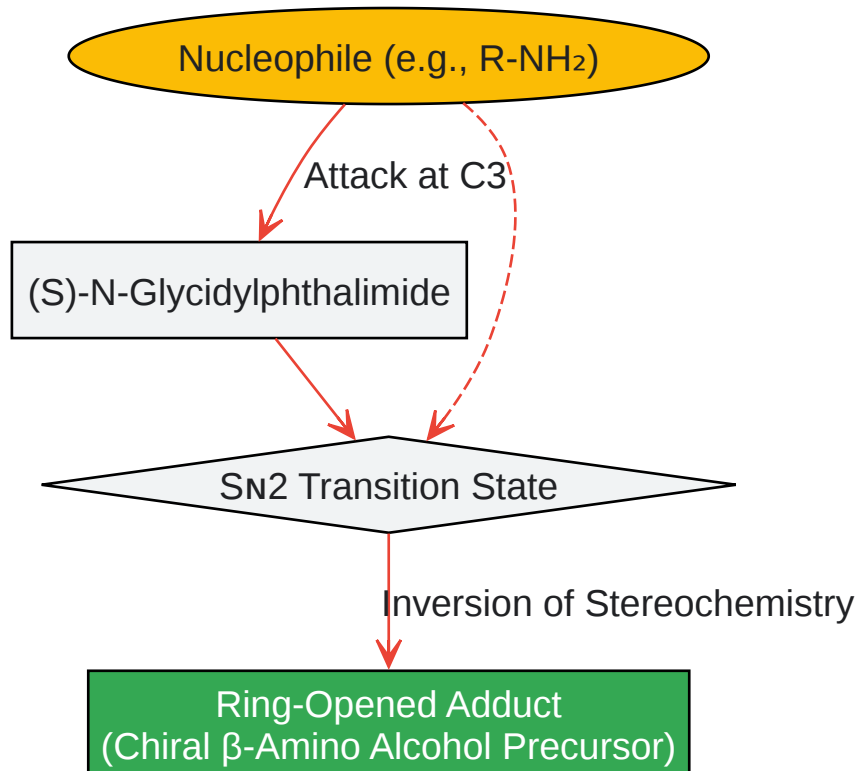 Nucleophile (e.g., R-NH₂)
Attack at C3
(S)-N-Glycidylphthalimide
Sɴ2 Transition State
Inversion of Stereochemistry
Ring-Opened Adduct
(Chiral β-Amino Alcohol Precursor)